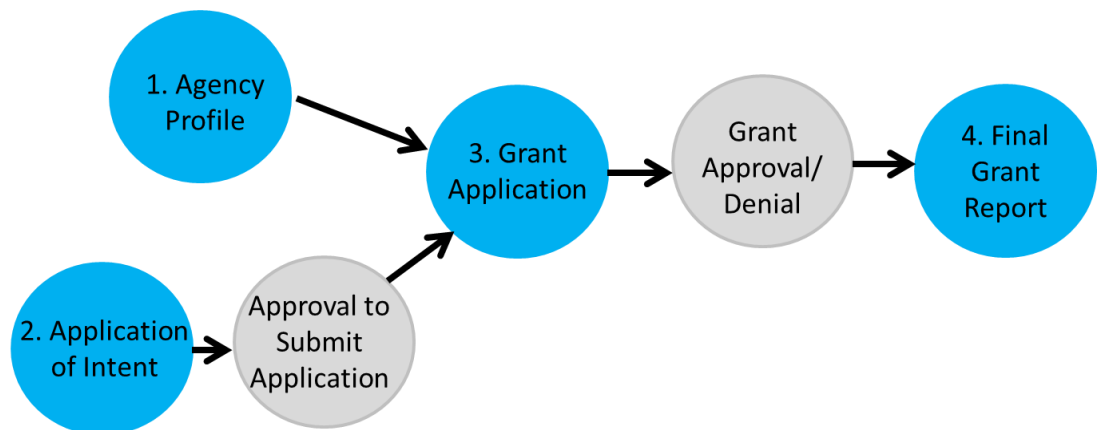 1. Agency
Profile
2. Application
of Intent
Approval to
Submit
Application
3. Grant
Application
Grant
Approval/
Denial
4. Final
Grant
Report